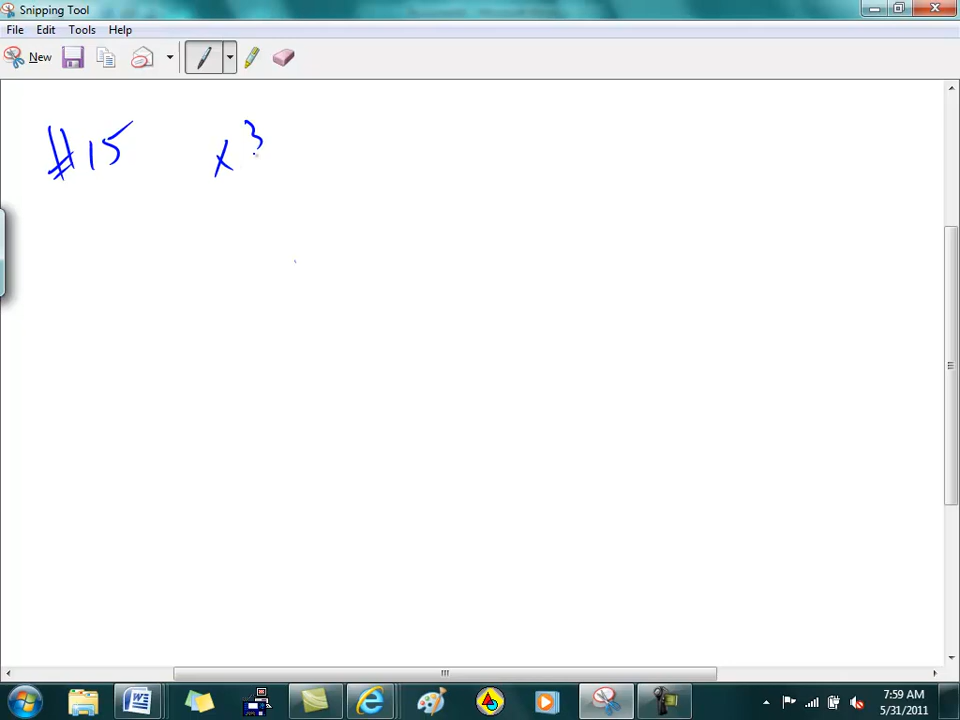 Snipping Tool
File Edit Tools Help
New
#15 x³
7:59 AM
5/31/2011